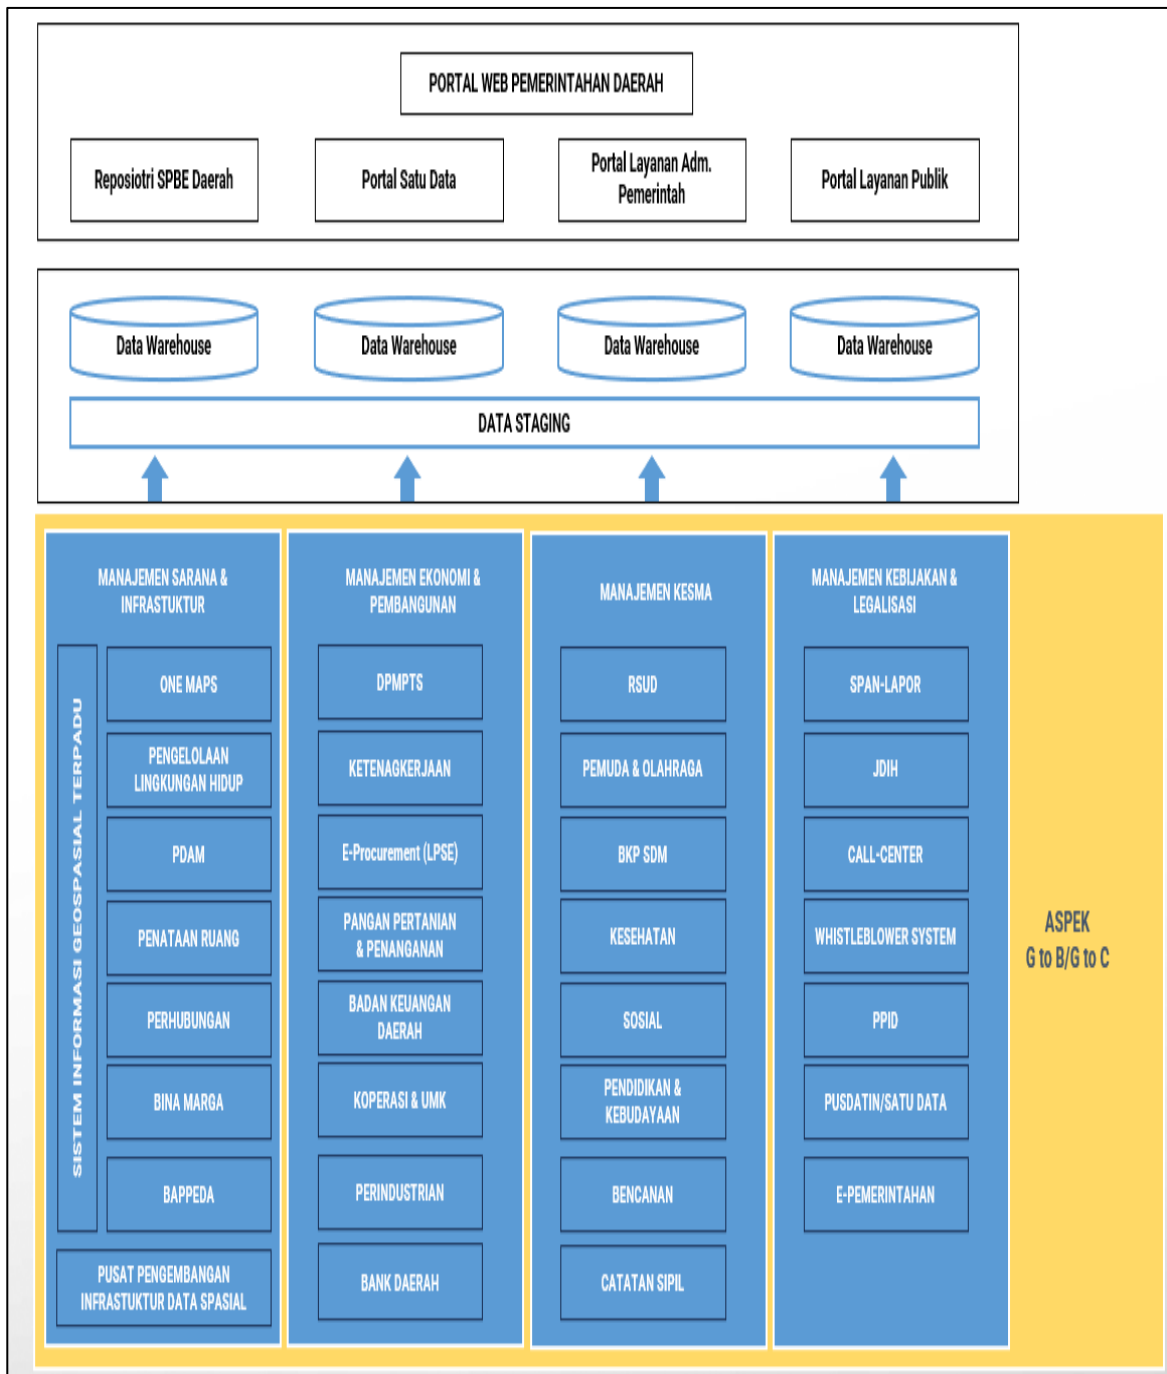 PORTAL WEB PEMERINTAHAN DAERAH
Reposiotri SPBE Daerah
Portal Satu Data
Portal Layanan Adm.
Pemerintah
Portal Layanan Publik
Data Warehouse
Data Warehouse
Data Warehouse
Data Warehouse
DATA STAGING
MANAJEMEN SARANA &
INFRASTUKTUR
SISTEM INFORMASI GEOSPASIAL TERPADU
ONE MAPS
PENGELOLAAN
LINGKUNGAN HIDUP
PDAM
PENATAAN RUANG
PERHUBUNGAN
BINA MARGA
BAPPEDA
PUSAT PENGEMBANGAN
INFRASTUKTUR DATA SPASIAL
MANAJEMEN EKONOMI &
PEMBANGUNAN
DPMPTS
KETENAGKERJAAN
E-Procurement (LPSE)
PANGAN PERTANIAN
& PENANGANAN
BADAN KEUANGAN
DAERAH
KOPERASI & UMK
PERINDUSTRIAN
BANK DAERAH
MANAJEMEN KESMA
RSUD
PEMUDA & OLAHRAGA
BKP SDM
KESEHATAN
SOSIAL
PENDIDIKAN &
KEBUDAYAAN
BENCANAN
CATATAN SIPIL
MANAJEMEN KEBIJAKAN &
LEGALISASI
SPAN-LAPOR
JDIH
CALL-CENTER
WHISTLEBLOWER SYSTEM
PPID
PUSDATIN/SATU DATA
E-PEMERINTAHAN
ASPEK
G to B/G to C